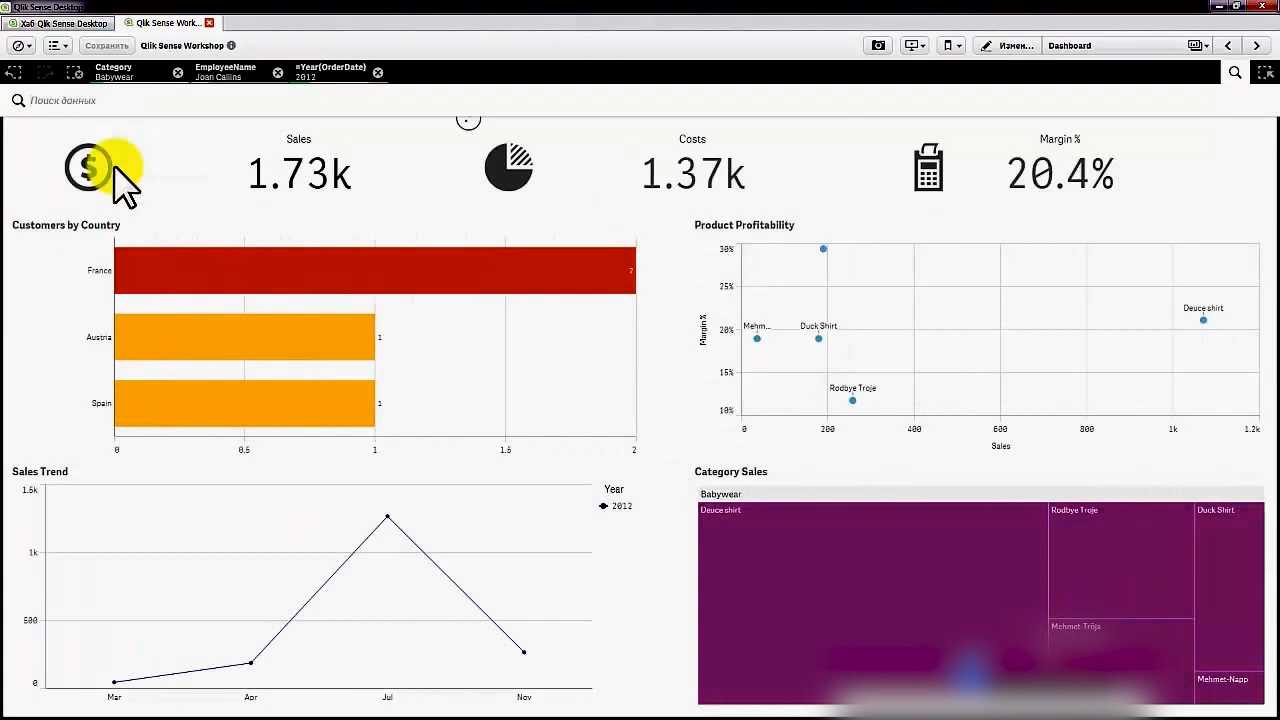 Qlik Sense Desktop
Хаб Qlik Sense Desktop
Qlik Sense Work...
Сохранить
Qlik Sense Workshop
Измен...
Dashboard
Category
Babywear
EmployeeName
Joan Callins
=Year(OrderDate)
2012
Поиск данных
$
Sales
1.73k
Costs
1.37k
Margin %
20.4%
Customers by Country
France
2
Austria
1
Spain
1
0
0.5
1
1.5
2
Product Profitability
Margin %
30%
25%
20%
15%
10%
Mehm...
Duck Shirt
Deuce shirt
Rodbye Troje
0
200
400
600
800
1k
1.2k
Sales
Sales Trend
1.5k
1k
500
0
Mar
Apr
Jul
Nov
Year
2012
Category Sales
Babywear
Deuce shirt
Rodbye Troje
Duck Shirt
Mehmet-Tröja
Mehmet-Napp